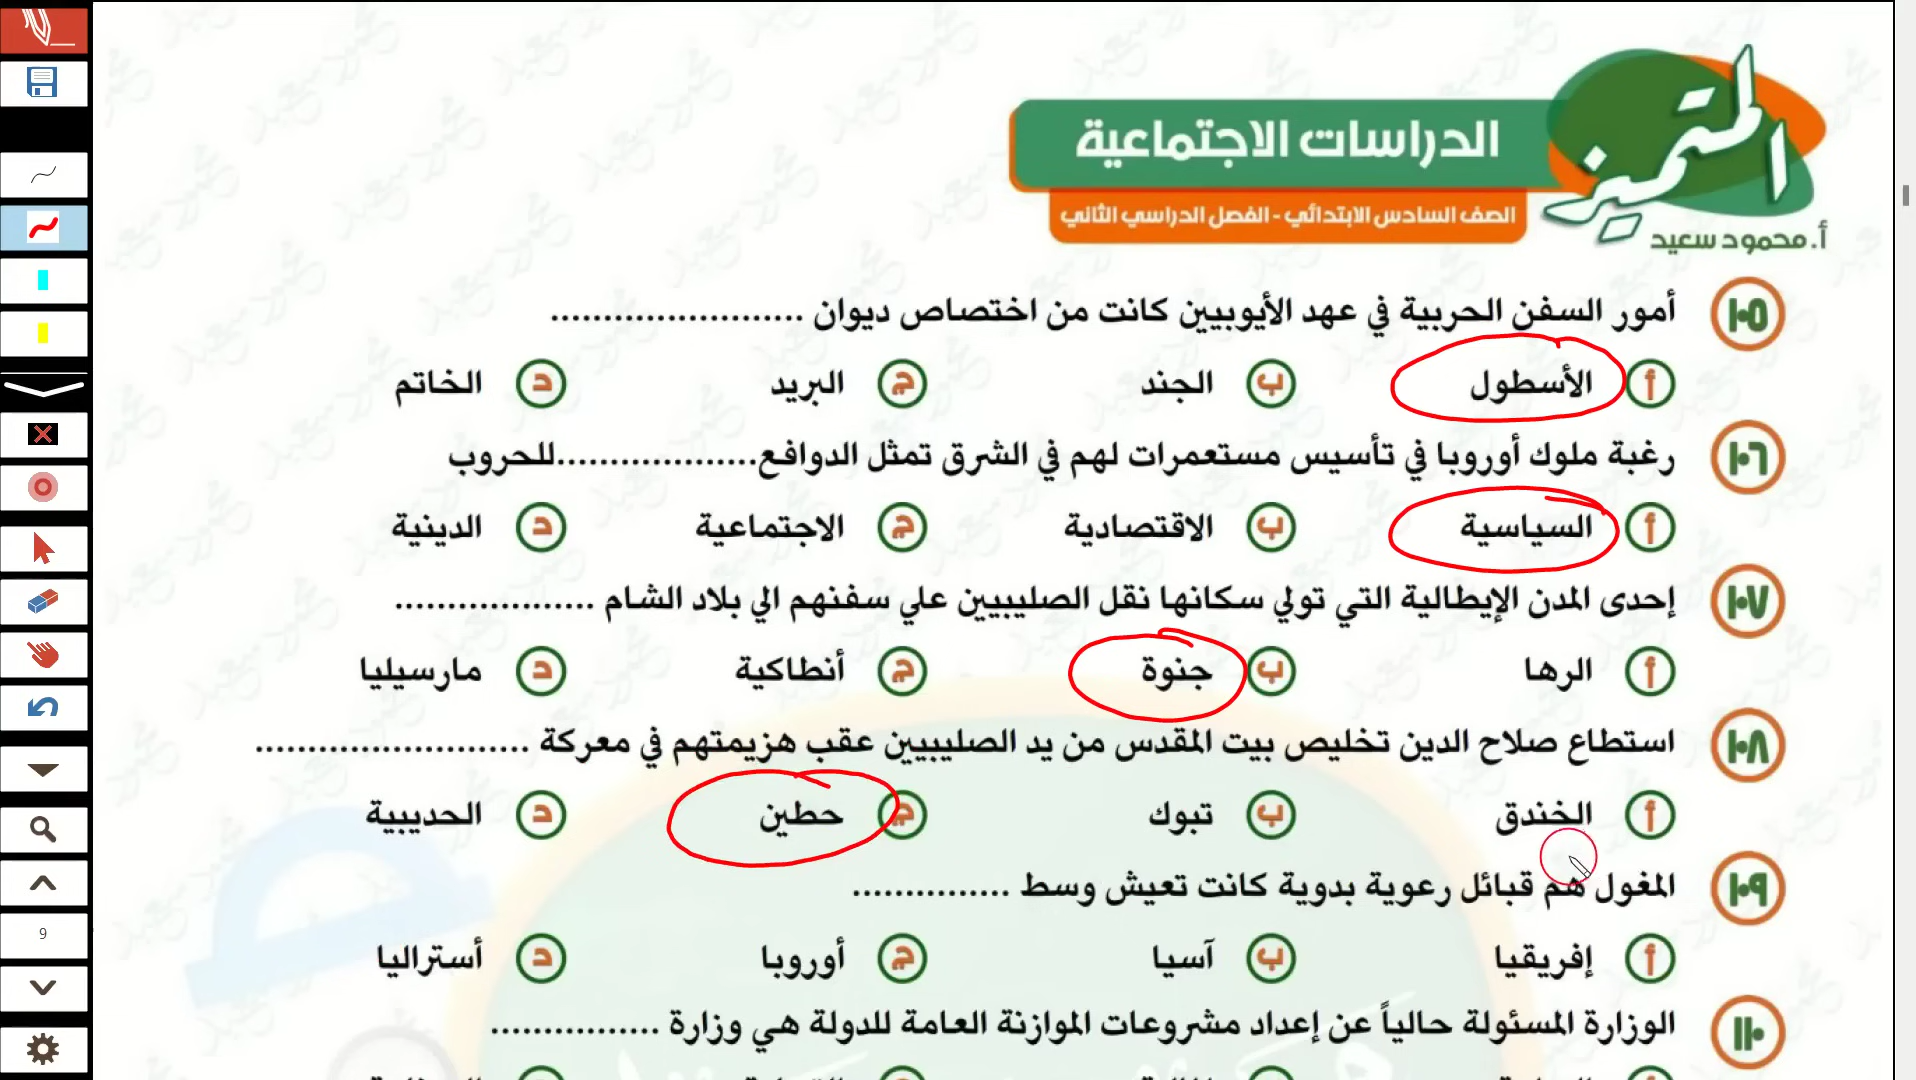 المتميز
الدراسات الاجتماعية
الصف السادس الابتدائي - الفصل الدراسي الثاني
أ. محمود سعيد
١٠٥ أمور السفن الحربية في عهد الأيوبيين كانت من اختصاص ديوان ........................
أ الأسطول ب الجند ج البريد د الخاتم
١٠٦ رغبة ملوك أوروبا في تأسيس مستعمرات لهم في الشرق تمثل الدوافع...................للحروب
أ السياسية ب الاقتصادية ج الاجتماعية د الدينية
١٠٧ إحدى المدن الإيطالية التي تولي سكانها نقل الصليبيين علي سفنهم الي بلاد الشام ...................
أ الرها ب جنوة ج أنطاكية د مارسيليا
١٠٨ استطاع صلاح الدين تخليص بيت المقدس من يد الصليبيين عقب هزيمتهم في معركة ..........................
أ الخندق ب تبوك ج حطين د الحديبية
١٠٩ المغول هم قبائل رعوية بدوية كانت تعيش وسط ...............
أ إفريقيا ب آسيا ج أوروبا د أستراليا
١١٠ الوزارة المسئولة حالياً عن إعداد مشروعات الموازنة العامة للدولة هي وزارة ................
9